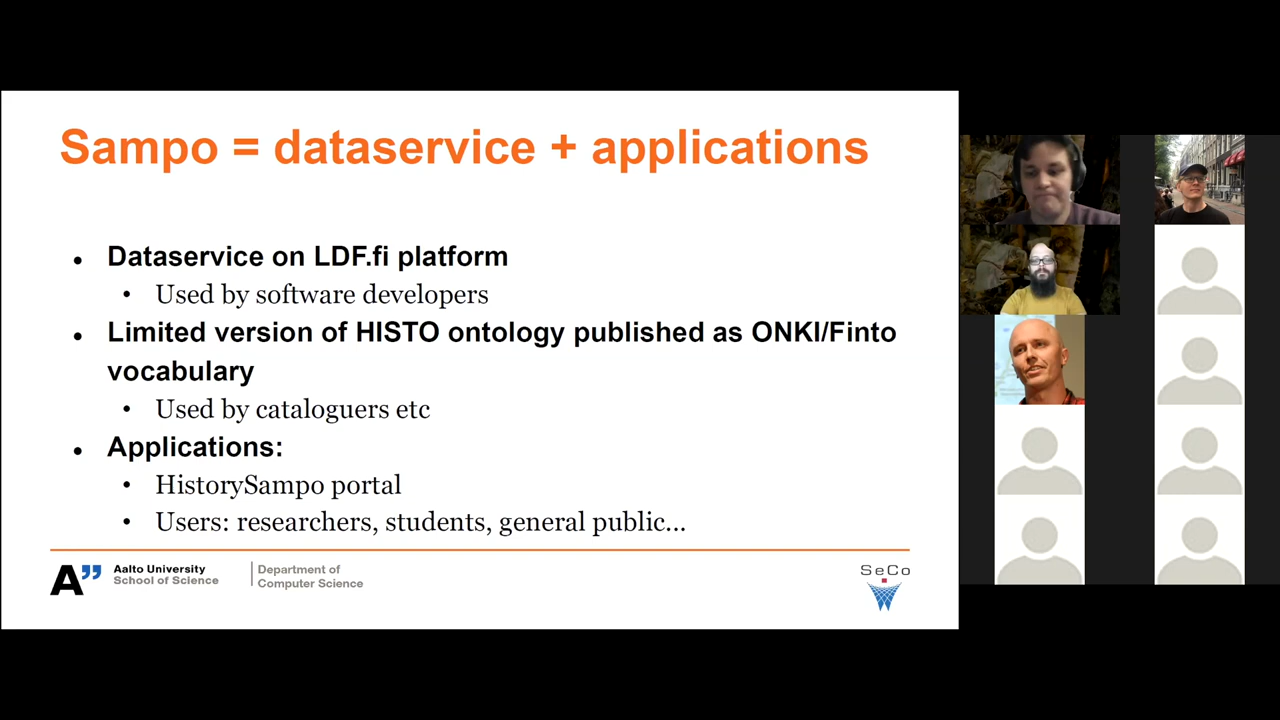 Sampo = dataservice + applications
• Dataservice on LDF.fi platform
• Used by software developers
• Limited version of HISTO ontology published as ONKI/Finto
vocabulary
• Used by cataloguers etc
• Applications:
• HistorySampo portal
• Users: researchers, students, general public...
A”
Aalto University
School of Science
Department of
Computer Science
SeCo